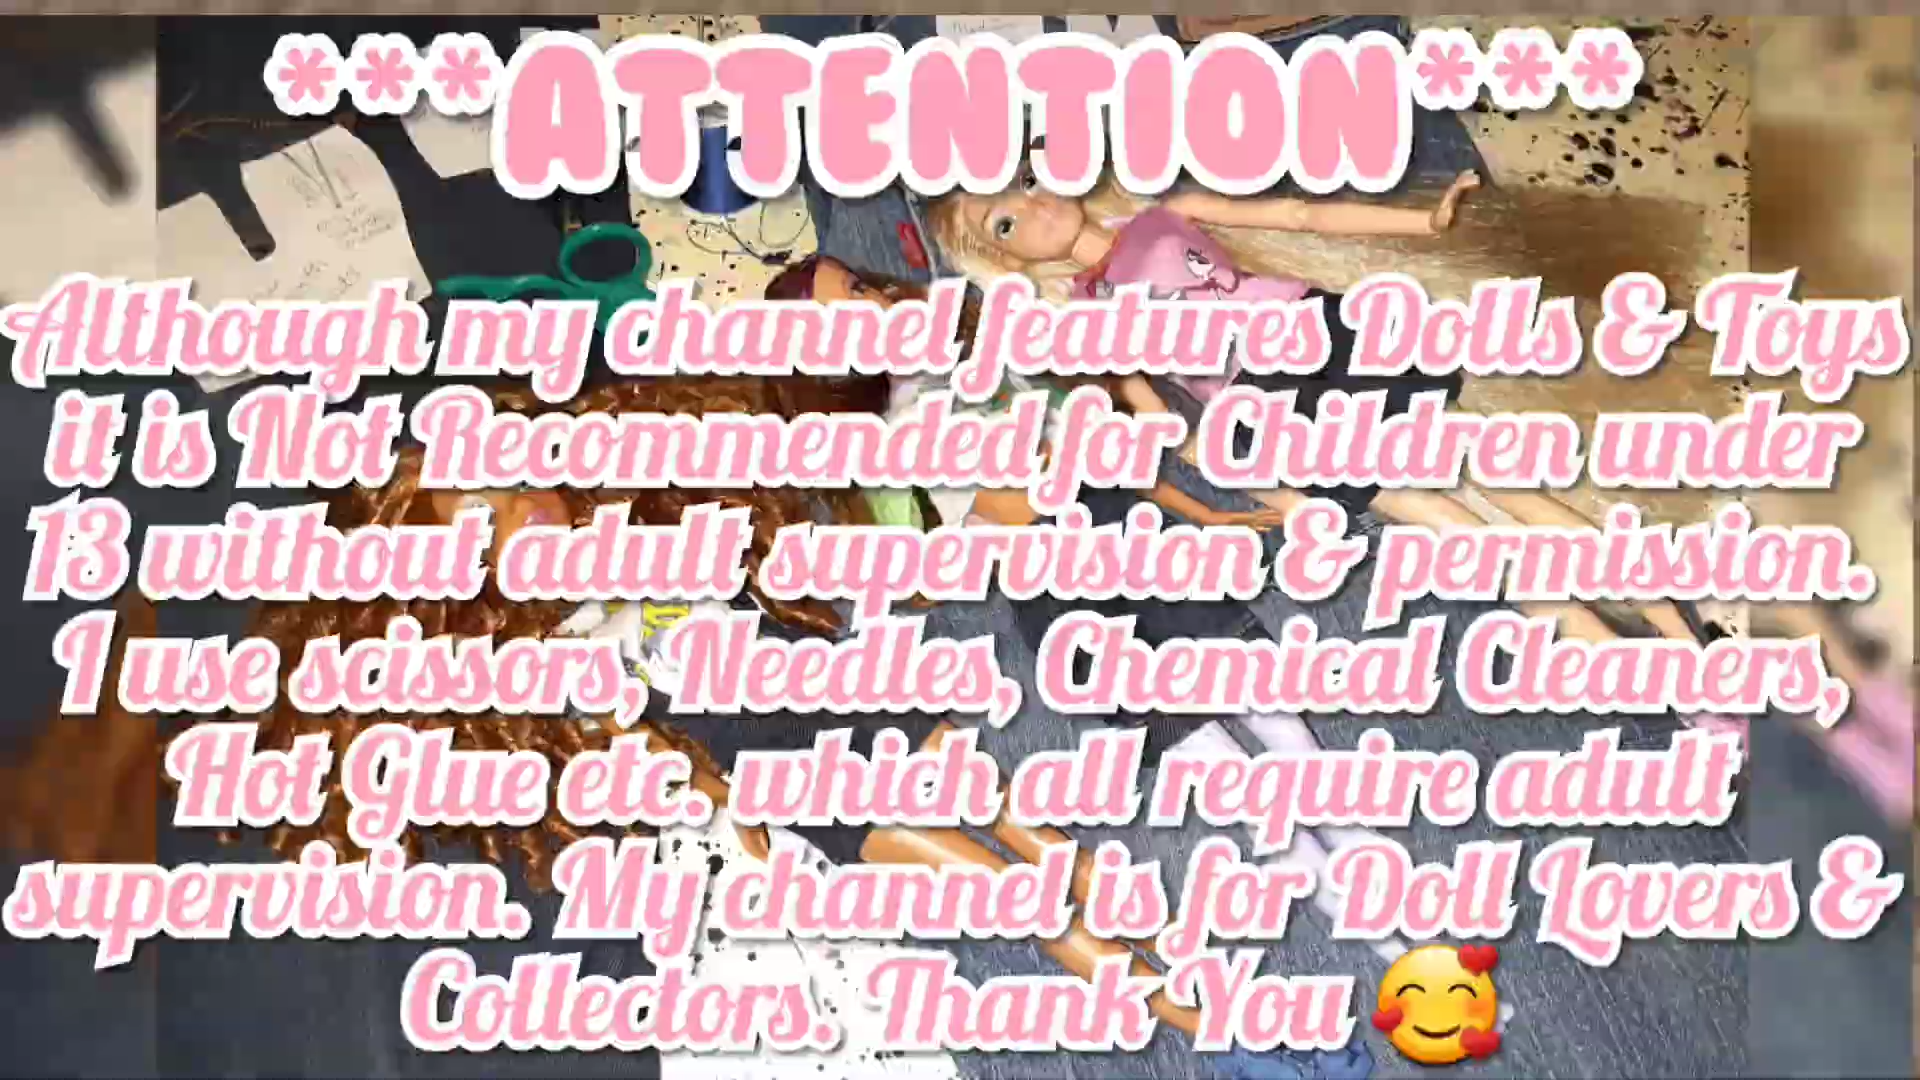 ***ATTENTION***
Although my channel features Dolls & Toys
it is Not Recommended for Children under
13 without adult supervision & permission.
I use scissors, Needles, Chemical Cleaners,
Hot Glue etc. which all require adult
supervision. My channel is for Doll Lovers &
Collectors. Thank You 🥰